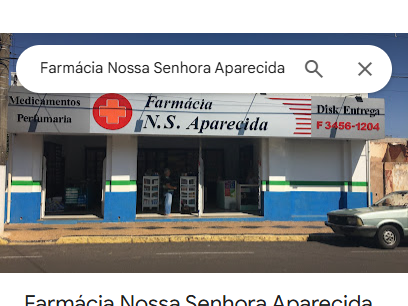 Farmácia Nossa Senhora Aparecida
Medicamentos
Perfumaria
Farmácia
N.S. Aparecida
Disk Entrega
F 3456-1204
Farmácia Nossa Senhora Aparecida